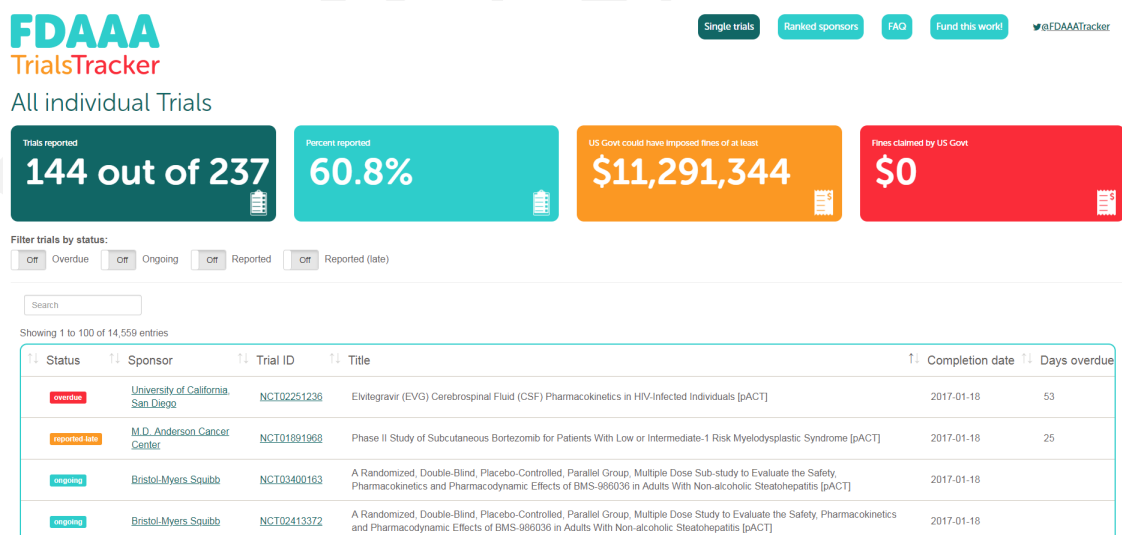 FDAAA
TrialsTracker
Single trials
Ranked sponsors
FAQ
Fund this work!
@FDAAATracker
All individual Trials
Trials reported
144 out of 237
Percent reported
60.8%
US Govt could have imposed fines of at least
$11,291,344
Fines claimed by US Govt
$0
Filter trials by status:
Off Overdue Off Ongoing Off Reported Off Reported (late)
Search
Showing 1 to 100 of 14,559 entries
Status Sponsor Trial ID Title Completion date Days overdue
overdue University of California, San Diego NCT02251236 Elvitegravir (EVG) Cerebrospinal Fluid (CSF) Pharmacokinetics in HIV-Infected Individuals [pACT] 2017-01-18 53
reported-late M.D. Anderson Cancer Center NCT01891968 Phase II Study of Subcutaneous Bortezomib for Patients With Low or Intermediate-1 Risk Myelodysplastic Syndrome [pACT] 2017-01-18 25
ongoing Bristol-Myers Squibb NCT03400163 A Randomized, Double-Blind, Placebo-Controlled, Parallel Group, Multiple Dose Sub-study to Evaluate the Safety,
Pharmacokinetics and Pharmacodynamic Effects of BMS-986036 in Adults With Non-alcoholic Steatohepatitis [pACT] 2017-01-18
ongoing Bristol-Myers Squibb NCT02413372 A Randomized, Double-Blind, Placebo-Controlled, Parallel Group, Multiple Dose Study to Evaluate the Safety, Pharmacokinetics
and Pharmacodynamic Effects of BMS-986036 in Adults With Non-alcoholic Steatohepatitis [pACT] 2017-01-18